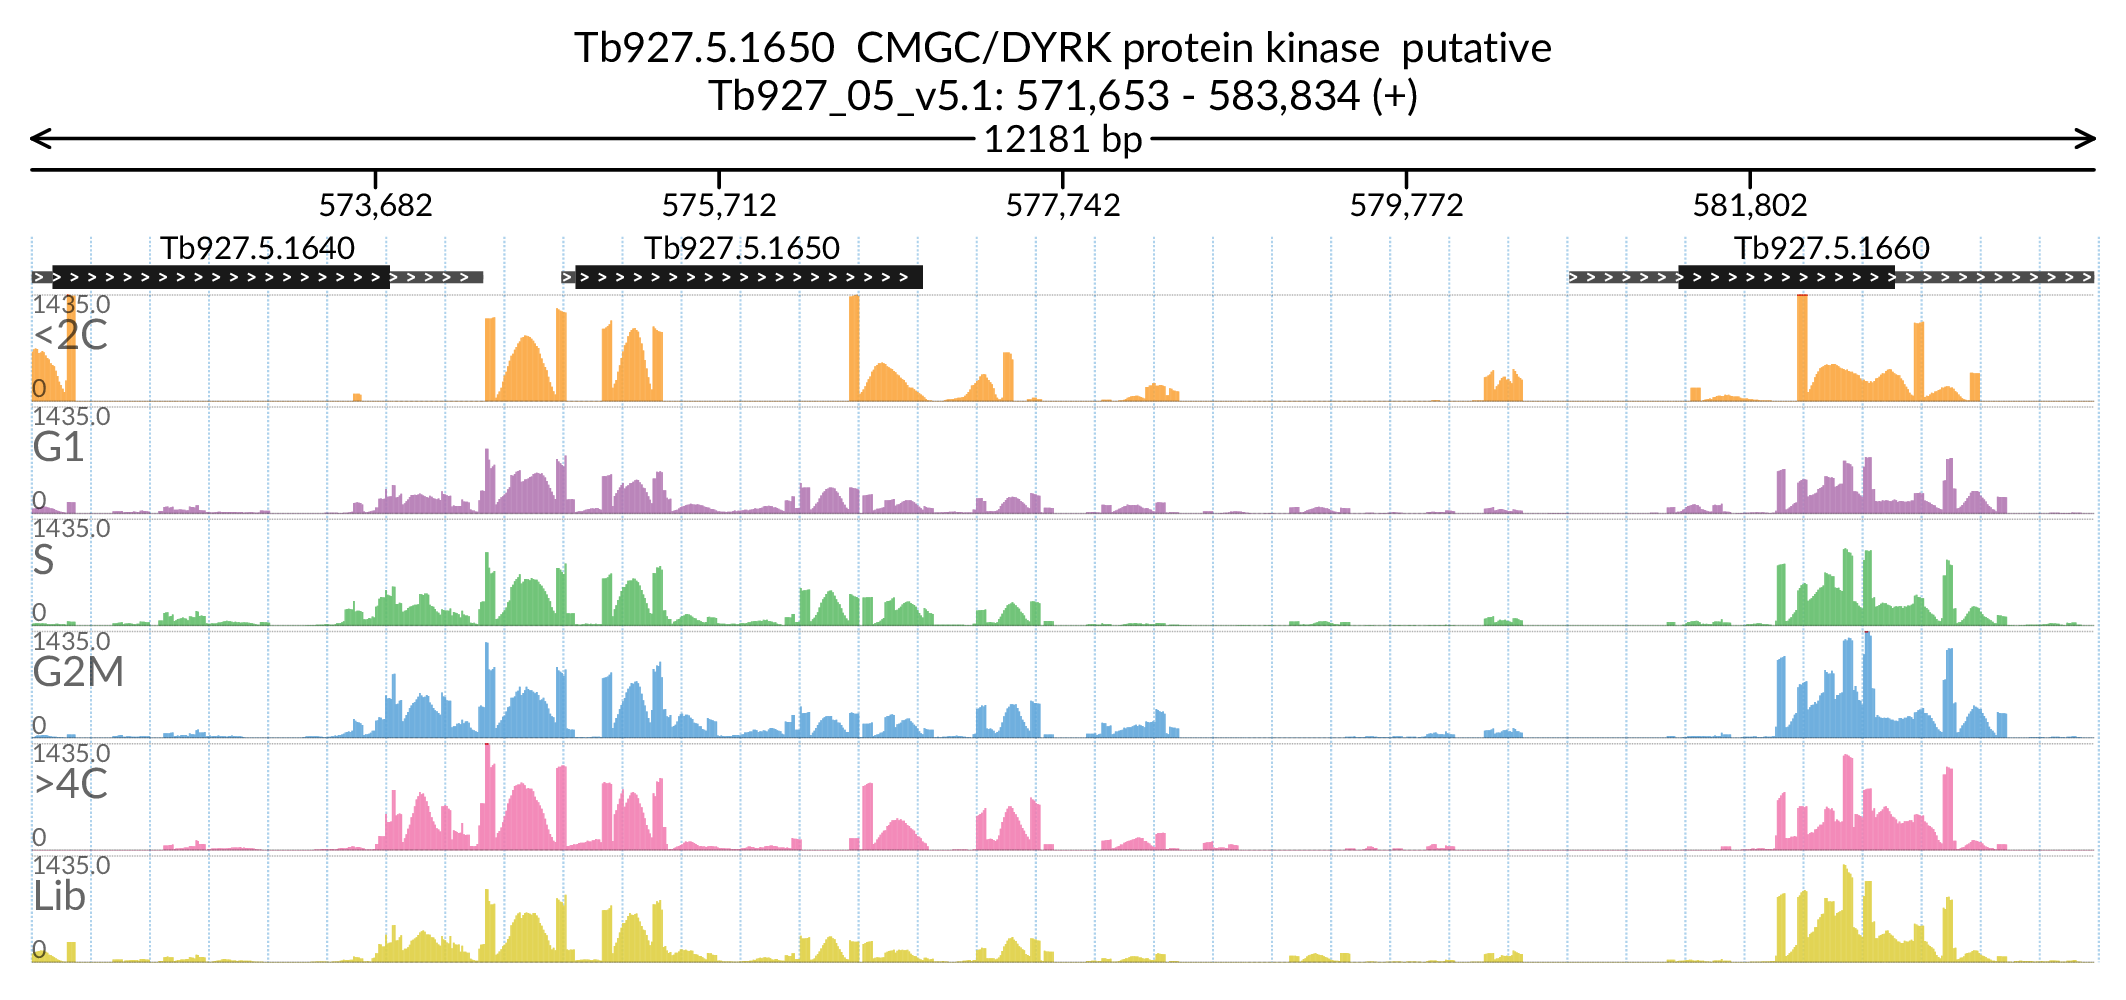 Tb927.5.1650 CMGC/DYRK protein kinase putative
Tb927_05_v5.1: 571,653 - 583,834 (+)
12181 bp
573,682 575,712 577,742 579,772 581,802
Tb927.5.1640 Tb927.5.1650 Tb927.5.1660
1435.0
<2C
0
1435.0
G1
0
1435.0
S
0
1435.0
G2M
0
1435.0
>4C
0
1435.0
Lib
0